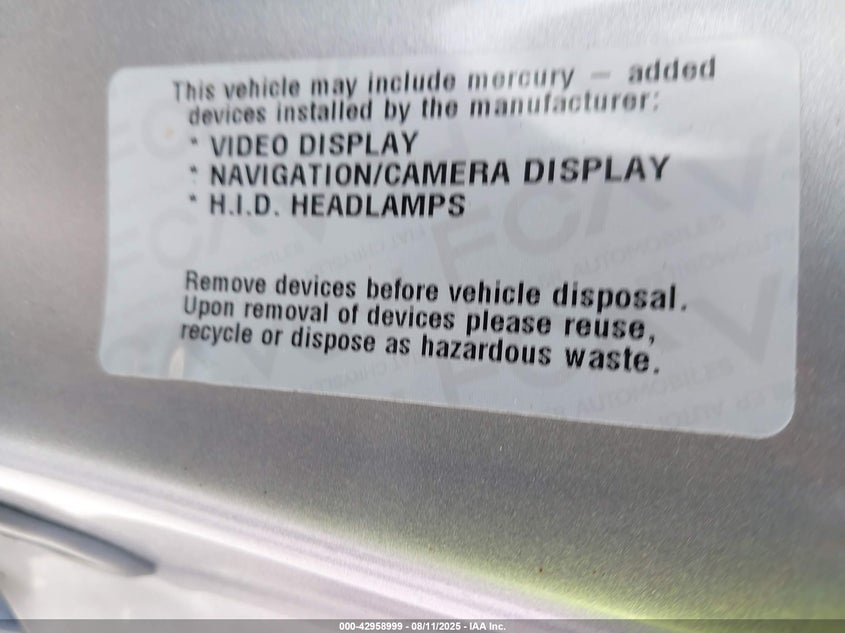 This vehicle may include mercury — added
devices installed by the manufacturer:
* VIDEO DISPLAY
* NAVIGATION/CAMERA DISPLAY
* H.I.D. HEADLAMPS
Remove devices before vehicle disposal.
Upon removal of devices please reuse,
recycle or dispose as hazardous waste.
000-42958999 - 08/11/2025 - IAA Inc.